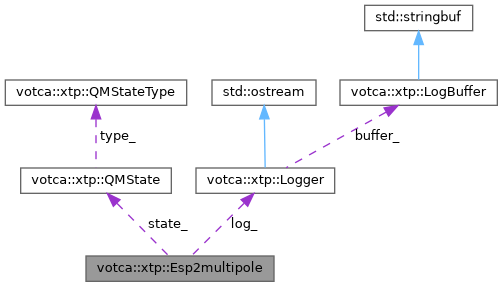 std::stringbuf
votca::xtp::QMStateType
std::ostream
votca::xtp::LogBuffer
type_
buffer_
votca::xtp::QMState
votca::xtp::Logger
state_
log_
votca::xtp::Esp2multipole